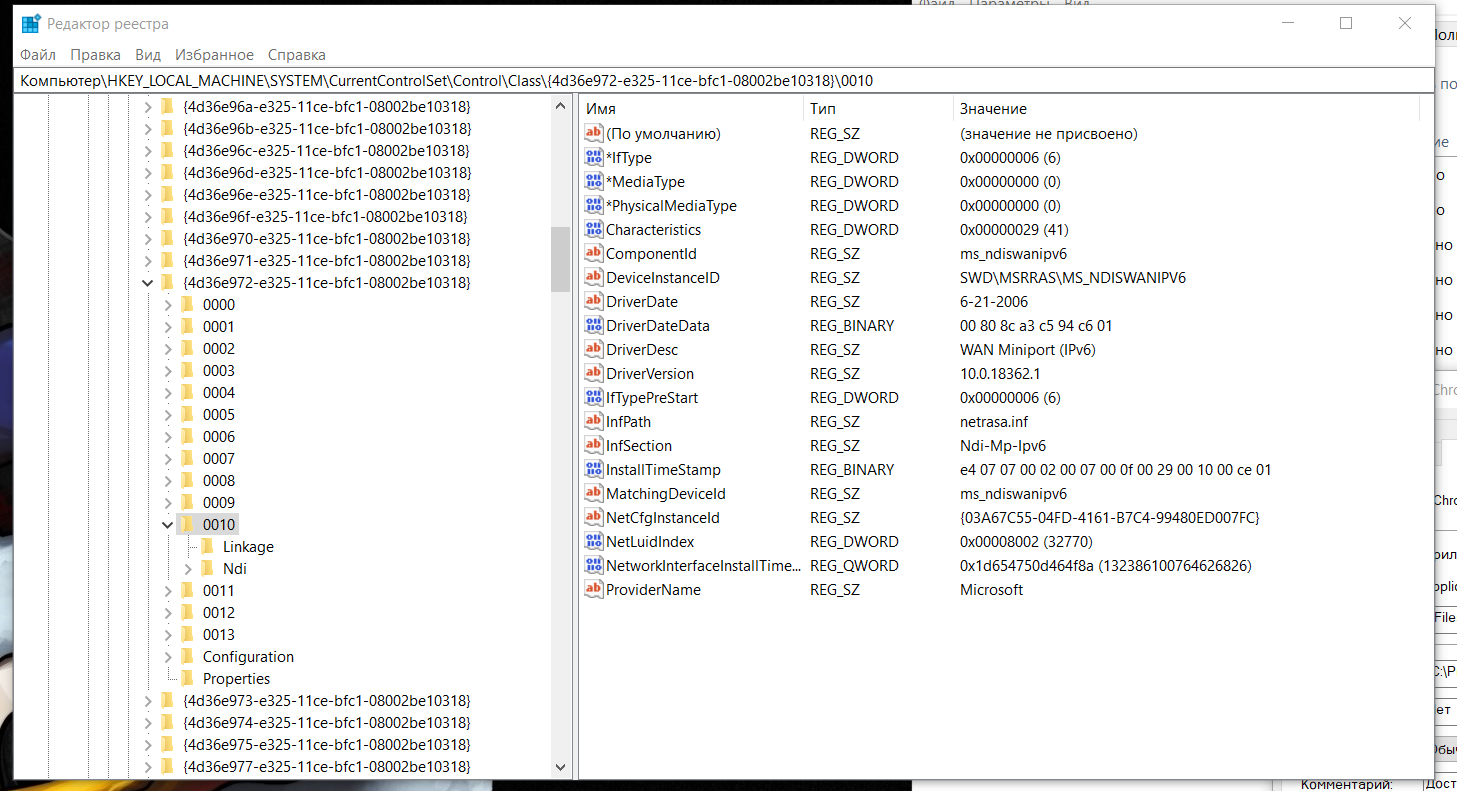 Файл Параметры Вид
Редактор реестра
Файл Правка Вид Избранное Справка
Компьютер\HKEY_LOCAL_MACHINE\SYSTEM\CurrentControlSet\Control\Class\{4d36e972-e325-11ce-bfc1-08002be10318}\0010
{4d36e96a-e325-11ce-bfc1-08002be10318}
{4d36e96b-e325-11ce-bfc1-08002be10318}
{4d36e96c-e325-11ce-bfc1-08002be10318}
{4d36e96d-e325-11ce-bfc1-08002be10318}
{4d36e96e-e325-11ce-bfc1-08002be10318}
{4d36e96f-e325-11ce-bfc1-08002be10318}
{4d36e970-e325-11ce-bfc1-08002be10318}
{4d36e971-e325-11ce-bfc1-08002be10318}
{4d36e972-e325-11ce-bfc1-08002be10318}
0000
0001
0002
0003
0004
0005
0006
0007
0008
0009
0010
Linkage
Ndi
0011
0012
0013
Configuration
Properties
{4d36e973-e325-11ce-bfc1-08002be10318}
{4d36e974-e325-11ce-bfc1-08002be10318}
{4d36e975-e325-11ce-bfc1-08002be10318}
{4d36e977-e325-11ce-bfc1-08002be10318}
Имя Тип Значение
(По умолчанию) REG_SZ (значение не присвоено)
*IfType REG_DWORD 0x00000006 (6)
*MediaType REG_DWORD 0x00000000 (0)
*PhysicalMediaType REG_DWORD 0x00000000 (0)
Characteristics REG_DWORD 0x00000029 (41)
ComponentId REG_SZ ms_ndiswanipv6
DeviceInstanceID REG_SZ SWD\MSRRAS\MS_NDISWANIPV6
DriverDate REG_SZ 6-21-2006
DriverDateData REG_BINARY 00 80 8c a3 c5 94 c6 01
DriverDesc REG_SZ WAN Miniport (IPv6)
DriverVersion REG_SZ 10.0.18362.1
IfTypePreStart REG_DWORD 0x00000006 (6)
InfPath REG_SZ netrasa.inf
InfSection REG_SZ Ndi-Mp-Ipv6
InstallTimeStamp REG_BINARY e4 07 07 00 02 00 07 00 0f 00 29 00 10 00 ce 01
MatchingDeviceId REG_SZ ms_ndiswanipv6
NetCfgInstanceId REG_SZ {03A67C55-04FD-4161-B7C4-99480ED007FC}
NetLuidIndex REG_DWORD 0x00008002 (32770)
NetworkInterfaceInstallTime... REG_QWORD 0x1d654750d464f8a (132386100764626826)
ProviderName REG_SZ Microsoft
Комментарий: